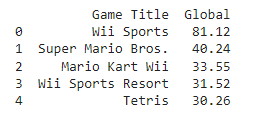 Game Title Global
0 Wii Sports 81.12
1 Super Mario Bros. 40.24
2 Mario Kart Wii 33.55
3 Wii Sports Resort 31.52
4 Tetris 30.26